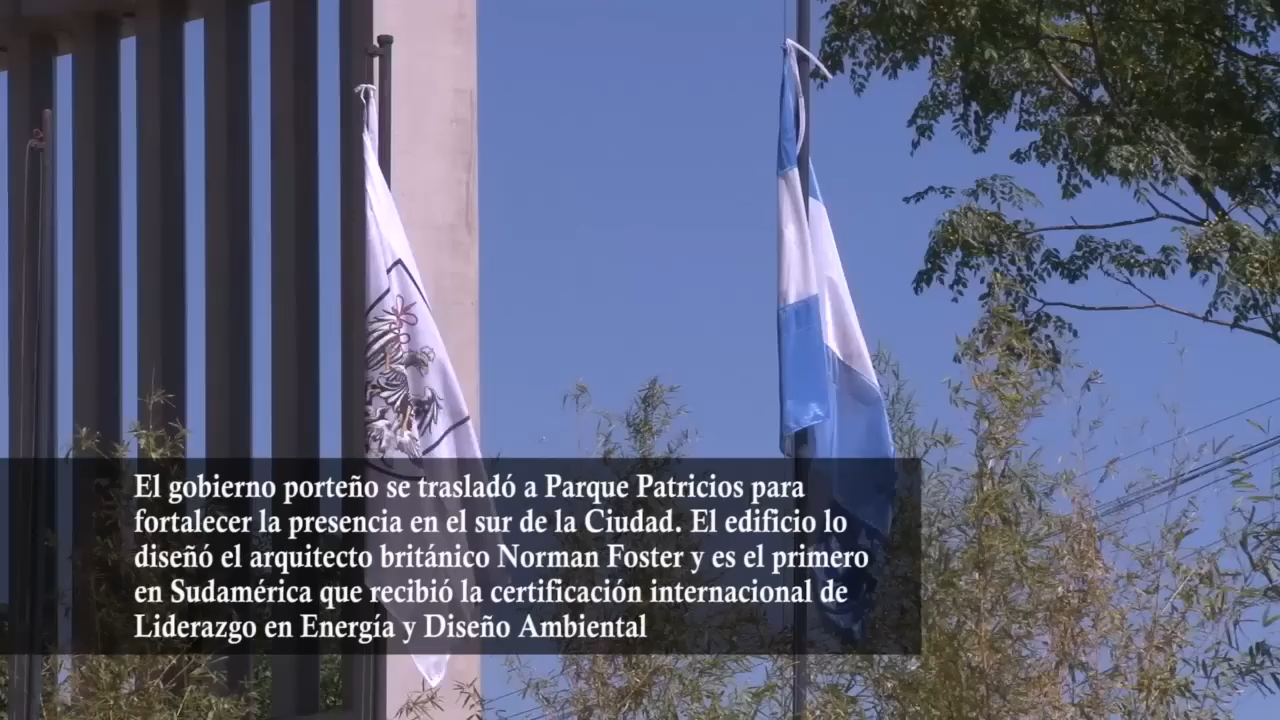 El gobierno porteño se trasladó a Parque Patricios para
fortalecer la presencia en el sur de la Ciudad. El edificio lo
diseñó el arquitecto británico Norman Foster y es el primero
en Sudamérica que recibió la certificación internacional de
Liderazgo en Energía y Diseño Ambiental